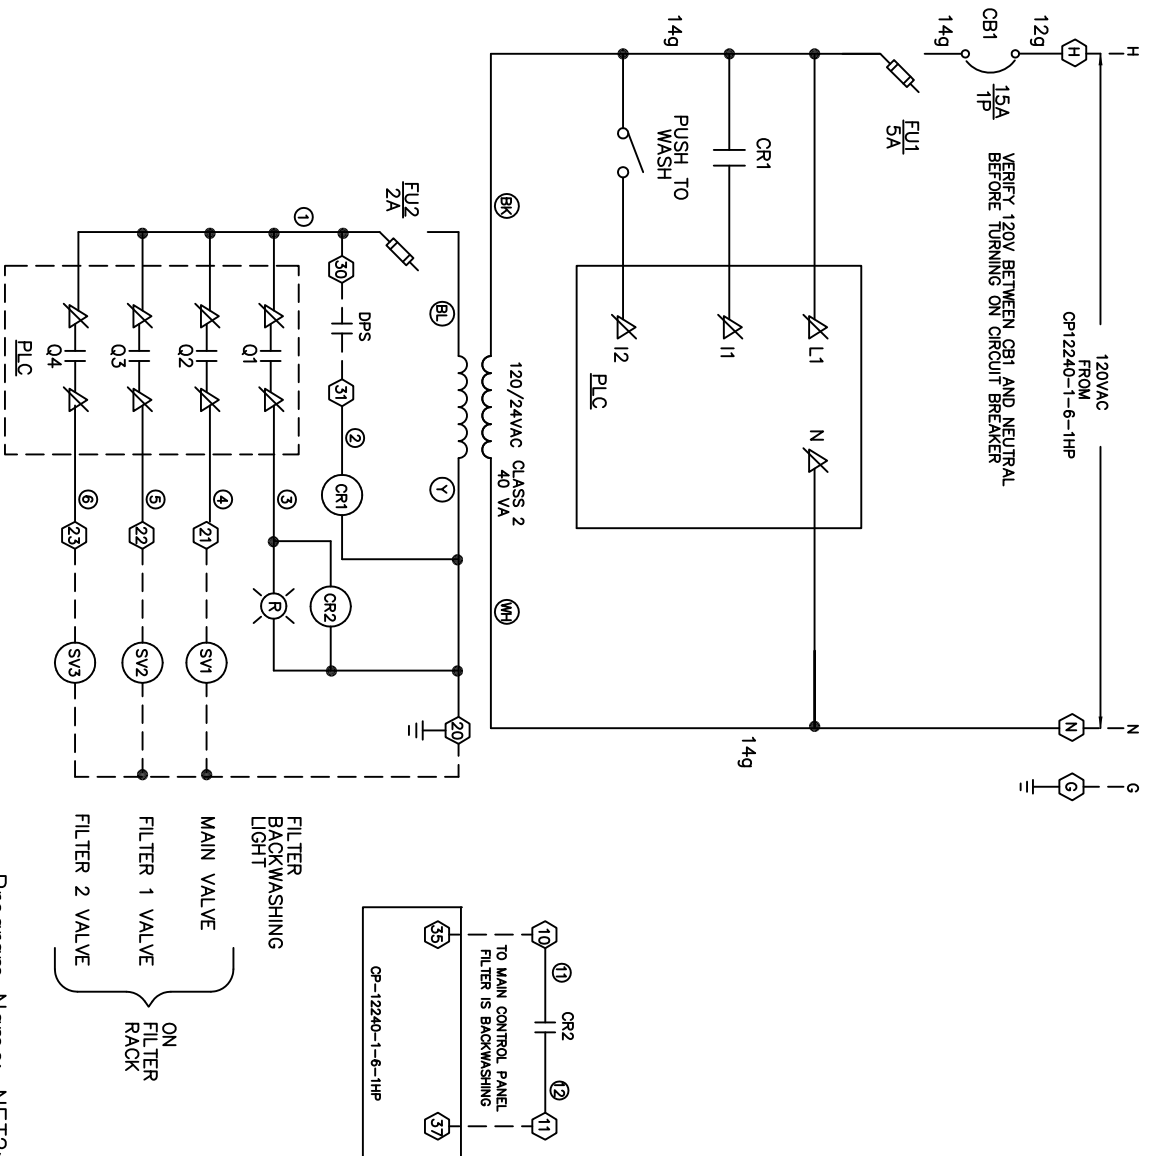 H
N
G
120VAC
FROM
CP12240-1-6-1HP
H
N
G
12g
CB1
15A
1P
14g
VERIFY 120V BETWEEN CB1 AND NEUTRAL
BEFORE TURNING ON CIRCUIT BREAKER
FU1
5A
14g
L1
N
CR1
I1
PUSH TO
WASH
I2
PLC
14g
BK
WH
120/24VAC CLASS 2
40 VA
BL
Y
20
FU2
2A
1
30
DPS
31
2
CR1
CR2
Q1
3
R
FILTER
BACKWASHING
LIGHT
Q2
4
21
SV1
MAIN VALVE
Q3
5
22
SV2
FILTER 1 VALVE
Q4
6
23
SV3
FILTER 2 VALVE
PLC
ON
FILTER
RACK
10
11
CR2
12
11
TO MAIN CONTROL PANEL
FILTER IS BACKWASHING
35
37
CP-12240-1-6-1HP